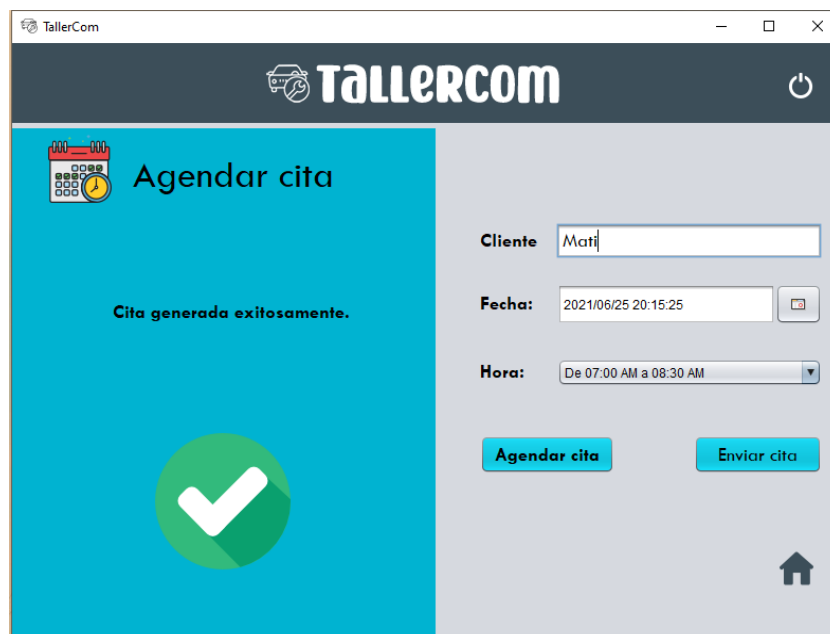 TallerCom
TALLERCOM
Agendar cita
Cita generada exitosamente.
Cliente Mati
Fecha: 2021/06/25 20:15:25
Hora: De 07:00 AM a 08:30 AM
Agendar cita Enviar cita